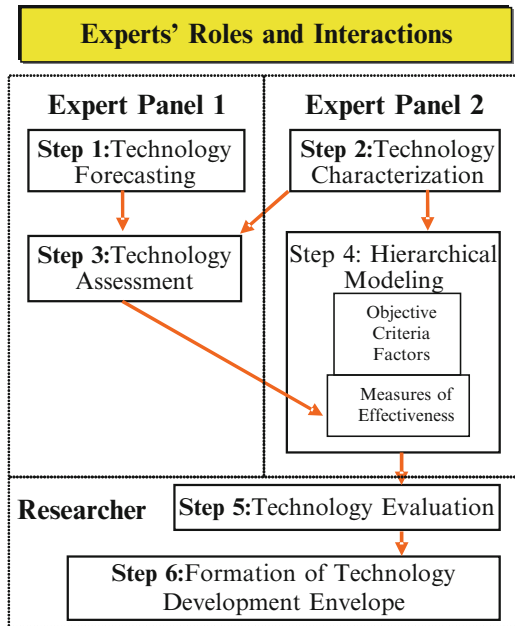 Experts’ Roles and Interactions
Expert Panel 1
Expert Panel 2
Step 1:Technology
Forecasting
Step 2:Technology
Characterization
Step 3:Technology
Assessment
Step 4: Hierarchical
Modeling
Objective
Criteria
Factors
Measures of
Effectiveness
Researcher
Step 5:Technology Evaluation
Step 6:Formation of Technology
Development Envelope